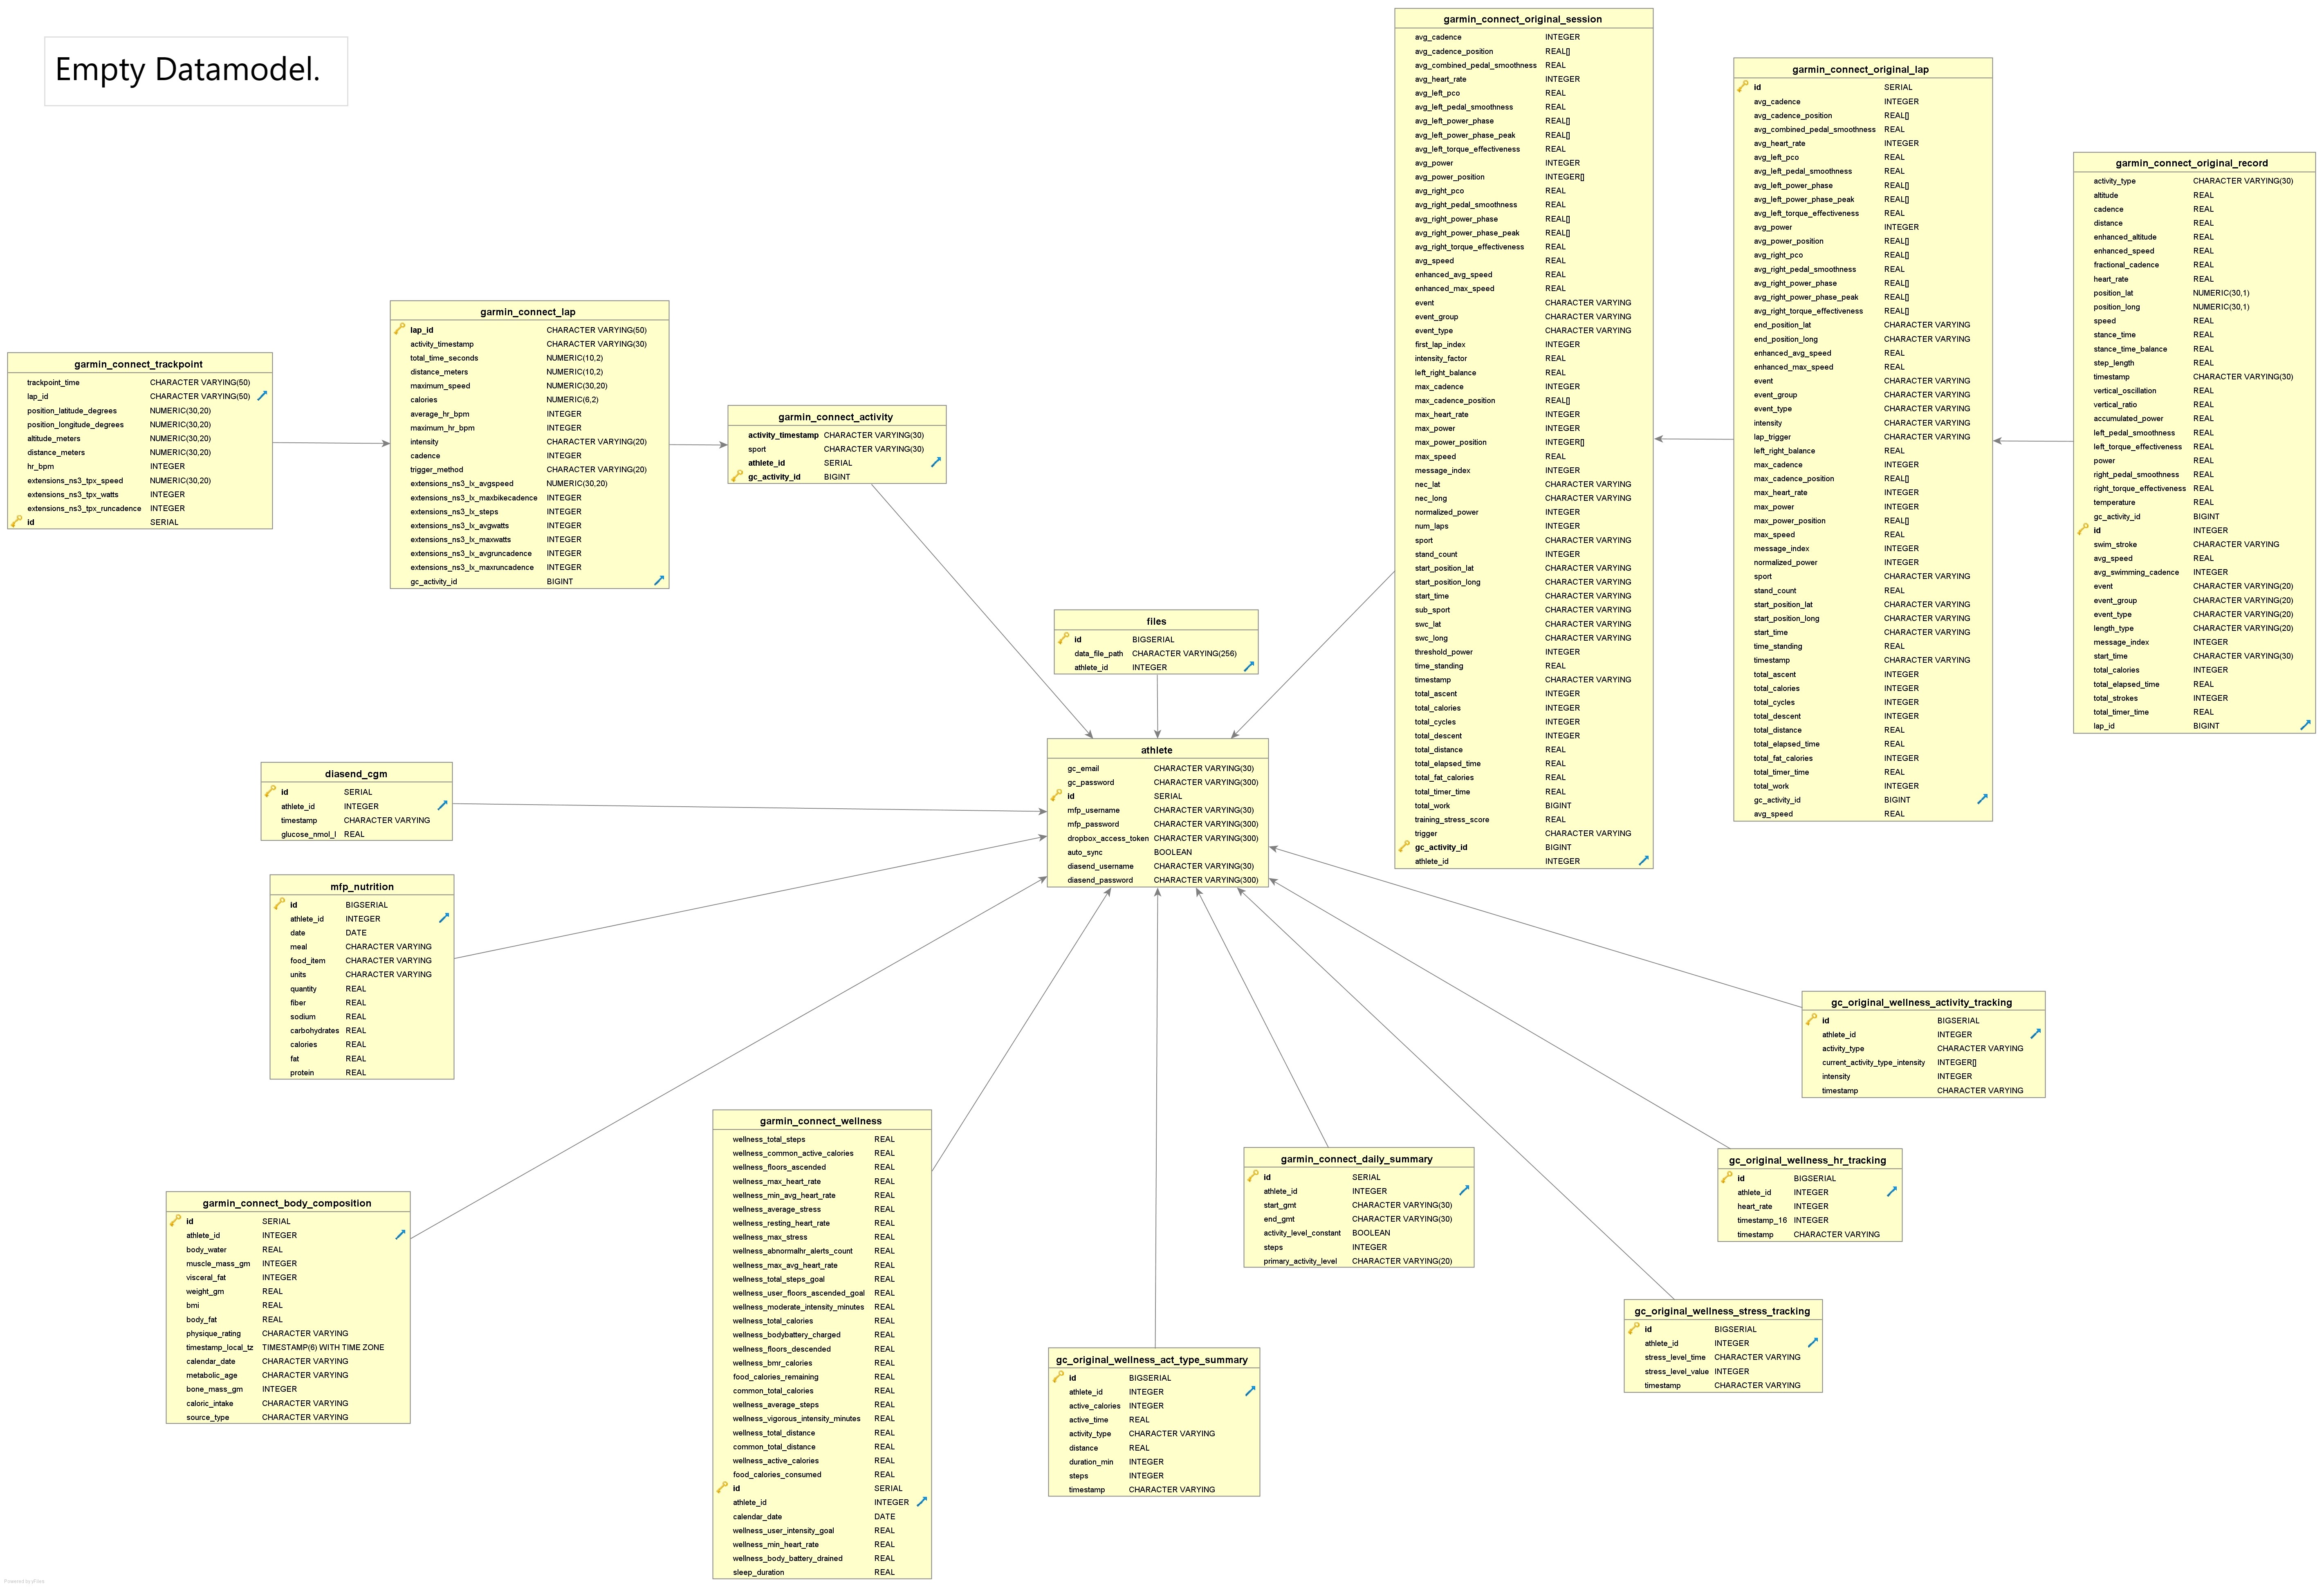 Empty Datamodel.
garmin_connect_original_session
avg_cadence INTEGER
avg_cadence_position REAL[]
avg_combined_pedal_smoothness REAL
avg_heart_rate INTEGER
avg_left_pco REAL
avg_left_pedal_smoothness REAL
avg_left_power_phase REAL[]
avg_left_power_phase_peak REAL[]
avg_left_torque_effectiveness REAL
avg_power INTEGER
avg_power_position INTEGER[]
avg_right_pco REAL
avg_right_pedal_smoothness REAL
avg_right_power_phase REAL[]
avg_right_power_phase_peak REAL[]
avg_right_torque_effectiveness REAL
avg_speed REAL
enhanced_avg_speed REAL
enhanced_max_speed REAL
event CHARACTER VARYING
event_group CHARACTER VARYING
event_type CHARACTER VARYING
first_lap_index INTEGER
intensity_factor REAL
left_right_balance REAL
max_cadence INTEGER
max_cadence_position REAL[]
max_heart_rate INTEGER
max_power INTEGER
max_power_position INTEGER[]
max_speed REAL
message_index INTEGER
nec_lat CHARACTER VARYING
nec_long CHARACTER VARYING
normalized_power INTEGER
num_laps INTEGER
sport CHARACTER VARYING
stand_count INTEGER
start_position_lat CHARACTER VARYING
start_position_long CHARACTER VARYING
start_time CHARACTER VARYING
sub_sport CHARACTER VARYING
swc_lat CHARACTER VARYING
swc_long CHARACTER VARYING
threshold_power INTEGER
time_standing REAL
timestamp CHARACTER VARYING
total_ascent INTEGER
total_calories INTEGER
total_cycles INTEGER
total_descent INTEGER
total_distance REAL
total_elapsed_time REAL
total_fat_calories REAL
total_timer_time REAL
total_work BIGINT
training_stress_score REAL
trigger CHARACTER VARYING
gc_activity_id BIGINT
athlete_id INTEGER
garmin_connect_original_lap
id SERIAL
avg_cadence INTEGER
avg_cadence_position REAL[]
avg_combined_pedal_smoothness REAL
avg_heart_rate INTEGER
avg_left_pco REAL
avg_left_pedal_smoothness REAL
avg_left_power_phase REAL[]
avg_left_power_phase_peak REAL[]
avg_left_torque_effectiveness REAL
avg_power INTEGER
avg_power_position REAL[]
avg_right_pco REAL[]
avg_right_pedal_smoothness REAL
avg_right_power_phase REAL[]
avg_right_power_phase_peak REAL[]
avg_right_torque_effectiveness REAL[]
end_position_lat CHARACTER VARYING
end_position_long CHARACTER VARYING
enhanced_avg_speed REAL
enhanced_max_speed REAL
event CHARACTER VARYING
event_group CHARACTER VARYING
event_type CHARACTER VARYING
intensity CHARACTER VARYING
lap_trigger CHARACTER VARYING
left_right_balance REAL
max_cadence INTEGER
max_cadence_position REAL[]
max_heart_rate INTEGER
max_power INTEGER
max_power_position REAL[]
max_speed REAL
message_index INTEGER
normalized_power INTEGER
sport CHARACTER VARYING
stand_count REAL
start_position_lat CHARACTER VARYING
start_position_long CHARACTER VARYING
start_time CHARACTER VARYING
time_standing REAL
timestamp CHARACTER VARYING
total_ascent INTEGER
total_calories INTEGER
total_cycles INTEGER
total_descent INTEGER
total_distance REAL
total_elapsed_time REAL
total_fat_calories INTEGER
total_timer_time REAL
total_work INTEGER
gc_activity_id BIGINT
avg_speed REAL
garmin_connect_original_record
activity_type CHARACTER VARYING(30)
altitude REAL
cadence REAL
distance REAL
enhanced_altitude REAL
enhanced_speed REAL
fractional_cadence REAL
heart_rate REAL
position_lat NUMERIC(30,1)
position_long NUMERIC(30,1)
speed REAL
stance_time REAL
stance_time_balance REAL
step_length REAL
timestamp CHARACTER VARYING(30)
vertical_oscillation REAL
vertical_ratio REAL
accumulated_power REAL
left_pedal_smoothness REAL
left_torque_effectiveness REAL
power REAL
right_pedal_smoothness REAL
right_torque_effectiveness REAL
temperature REAL
gc_activity_id BIGINT
id INTEGER
swim_stroke CHARACTER VARYING
avg_speed REAL
avg_swimming_cadence INTEGER
event CHARACTER VARYING(20)
event_group CHARACTER VARYING(20)
event_type CHARACTER VARYING(20)
length_type CHARACTER VARYING(20)
message_index INTEGER
start_time CHARACTER VARYING(30)
total_calories INTEGER
total_elapsed_time REAL
total_strokes INTEGER
total_timer_time REAL
lap_id BIGINT
garmin_connect_trackpoint
trackpoint_time CHARACTER VARYING(50)
lap_id CHARACTER VARYING(50)
position_latitude_degrees NUMERIC(30,20)
position_longitude_degrees NUMERIC(30,20)
altitude_meters NUMERIC(30,20)
distance_meters NUMERIC(30,20)
hr_bpm INTEGER
extensions_ns3_tpx_speed NUMERIC(30,20)
extensions_ns3_tpx_watts INTEGER
extensions_ns3_tpx_runcadence INTEGER
id SERIAL
garmin_connect_lap
lap_id CHARACTER VARYING(50)
activity_timestamp CHARACTER VARYING(30)
total_time_seconds NUMERIC(10,2)
distance_meters NUMERIC(10,2)
maximum_speed NUMERIC(30,20)
calories NUMERIC(6,2)
average_hr_bpm INTEGER
maximum_hr_bpm INTEGER
intensity CHARACTER VARYING(20)
cadence INTEGER
trigger_method CHARACTER VARYING(20)
extensions_ns3_lx_avgspeed NUMERIC(30,20)
extensions_ns3_lx_maxbikecadence INTEGER
extensions_ns3_lx_steps INTEGER
extensions_ns3_lx_avgwatts INTEGER
extensions_ns3_lx_maxwatts INTEGER
extensions_ns3_lx_avgruncadence INTEGER
extensions_ns3_lx_maxruncadence INTEGER
gc_activity_id BIGINT
garmin_connect_activity
activity_timestamp CHARACTER VARYING(30)
sport CHARACTER VARYING(30)
athlete_id SERIAL
gc_activity_id BIGINT
files
id BIGSERIAL
data_file_path CHARACTER VARYING(256)
athlete_id INTEGER
athlete
gc_email CHARACTER VARYING(30)
gc_password CHARACTER VARYING(300)
id SERIAL
mfp_username CHARACTER VARYING(30)
mfp_password CHARACTER VARYING(300)
dropbox_access_token CHARACTER VARYING(300)
auto_sync BOOLEAN
diasend_username CHARACTER VARYING(30)
diasend_password CHARACTER VARYING(300)
diasend_cgm
id SERIAL
athlete_id INTEGER
timestamp CHARACTER VARYING
glucose_nmol_l REAL
mfp_nutrition
id BIGSERIAL
athlete_id INTEGER
date DATE
meal CHARACTER VARYING
food_item CHARACTER VARYING
units CHARACTER VARYING
quantity REAL
fiber REAL
sodium REAL
carbohydrates REAL
calories REAL
fat REAL
protein REAL
garmin_connect_body_composition
id SERIAL
athlete_id INTEGER
body_water REAL
muscle_mass_gm INTEGER
visceral_fat INTEGER
weight_gm REAL
bmi REAL
body_fat REAL
physique_rating CHARACTER VARYING
timestamp_local_tz TIMESTAMP(6) WITH TIME ZONE
calendar_date CHARACTER VARYING
metabolic_age CHARACTER VARYING
bone_mass_gm INTEGER
caloric_intake CHARACTER VARYING
source_type CHARACTER VARYING
garmin_connect_wellness
wellness_total_steps REAL
wellness_common_active_calories REAL
wellness_floors_ascended REAL
wellness_max_heart_rate REAL
wellness_min_avg_heart_rate REAL
wellness_average_stress REAL
wellness_resting_heart_rate REAL
wellness_max_stress REAL
wellness_abnormalhr_alerts_count REAL
wellness_max_avg_heart_rate REAL
wellness_total_steps_goal REAL
wellness_user_floors_ascended_goal REAL
wellness_moderate_intensity_minutes REAL
wellness_total_calories REAL
wellness_bodybattery_charged REAL
wellness_floors_descended REAL
wellness_bmr_calories REAL
food_calories_remaining REAL
common_total_calories REAL
wellness_average_steps REAL
wellness_vigorous_intensity_minutes REAL
wellness_total_distance REAL
common_total_distance REAL
wellness_active_calories REAL
food_calories_consumed REAL
id SERIAL
athlete_id INTEGER
calendar_date DATE
wellness_user_intensity_goal REAL
wellness_min_heart_rate REAL
wellness_body_battery_drained REAL
sleep_duration REAL
gc_original_wellness_act_type_summary
id BIGSERIAL
athlete_id INTEGER
active_calories INTEGER
active_time REAL
activity_type CHARACTER VARYING
distance REAL
duration_min INTEGER
steps INTEGER
timestamp CHARACTER VARYING
garmin_connect_daily_summary
id SERIAL
athlete_id INTEGER
start_gmt CHARACTER VARYING(30)
end_gmt CHARACTER VARYING(30)
activity_level_constant BOOLEAN
steps INTEGER
primary_activity_level CHARACTER VARYING(20)
gc_original_wellness_stress_tracking
id BIGSERIAL
athlete_id INTEGER
stress_level_time CHARACTER VARYING
stress_level_value INTEGER
timestamp CHARACTER VARYING
gc_original_wellness_hr_tracking
id BIGSERIAL
athlete_id INTEGER
heart_rate INTEGER
timestamp_16 INTEGER
timestamp CHARACTER VARYING
gc_original_wellness_activity_tracking
id BIGSERIAL
athlete_id INTEGER
activity_type CHARACTER VARYING
current_activity_type_intensity INTEGER[]
intensity INTEGER
timestamp CHARACTER VARYING
Powered by yFiles